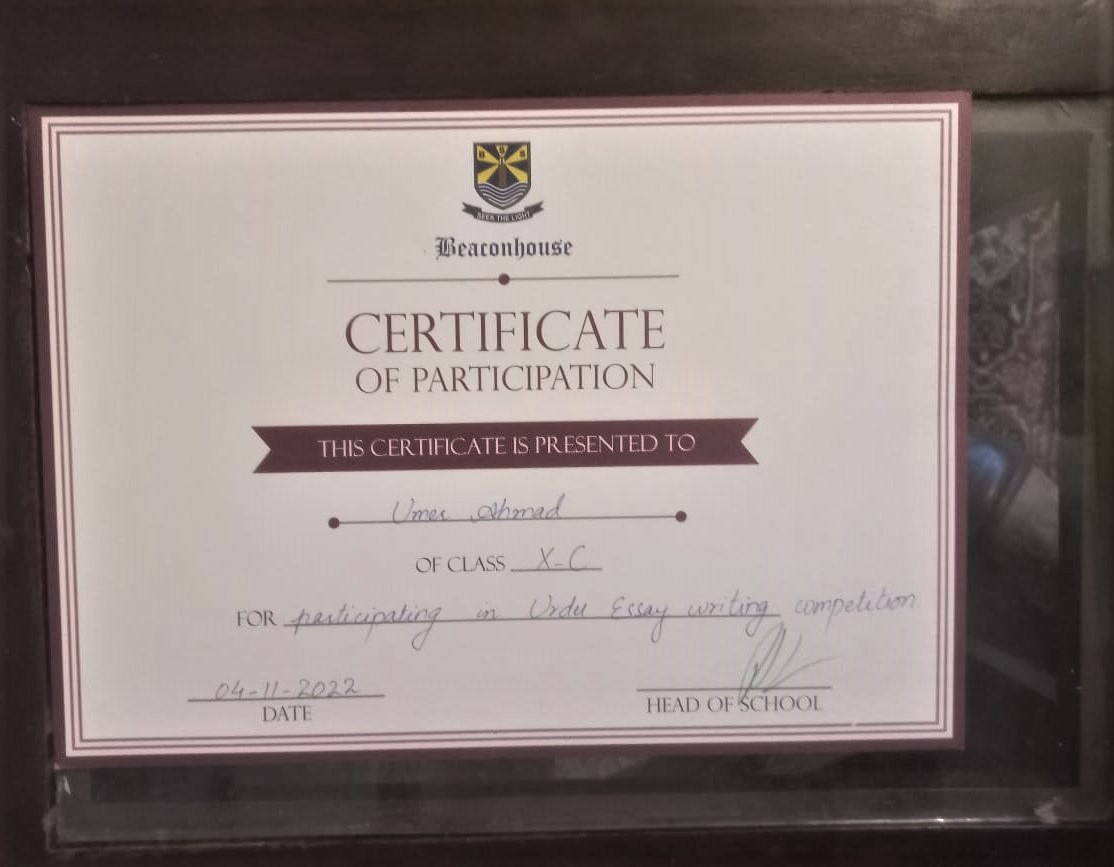 B S S
SEEK THE LIGHT
Beaconhouse
CERTIFICATE
OF PARTICIPATION
THIS CERTIFICATE IS PRESENTED TO
Umer Ahmad
OF CLASS X-C
FOR participating in Urdu Essay writing competition
04-11-2022
DATE
HEAD OF SCHOOL